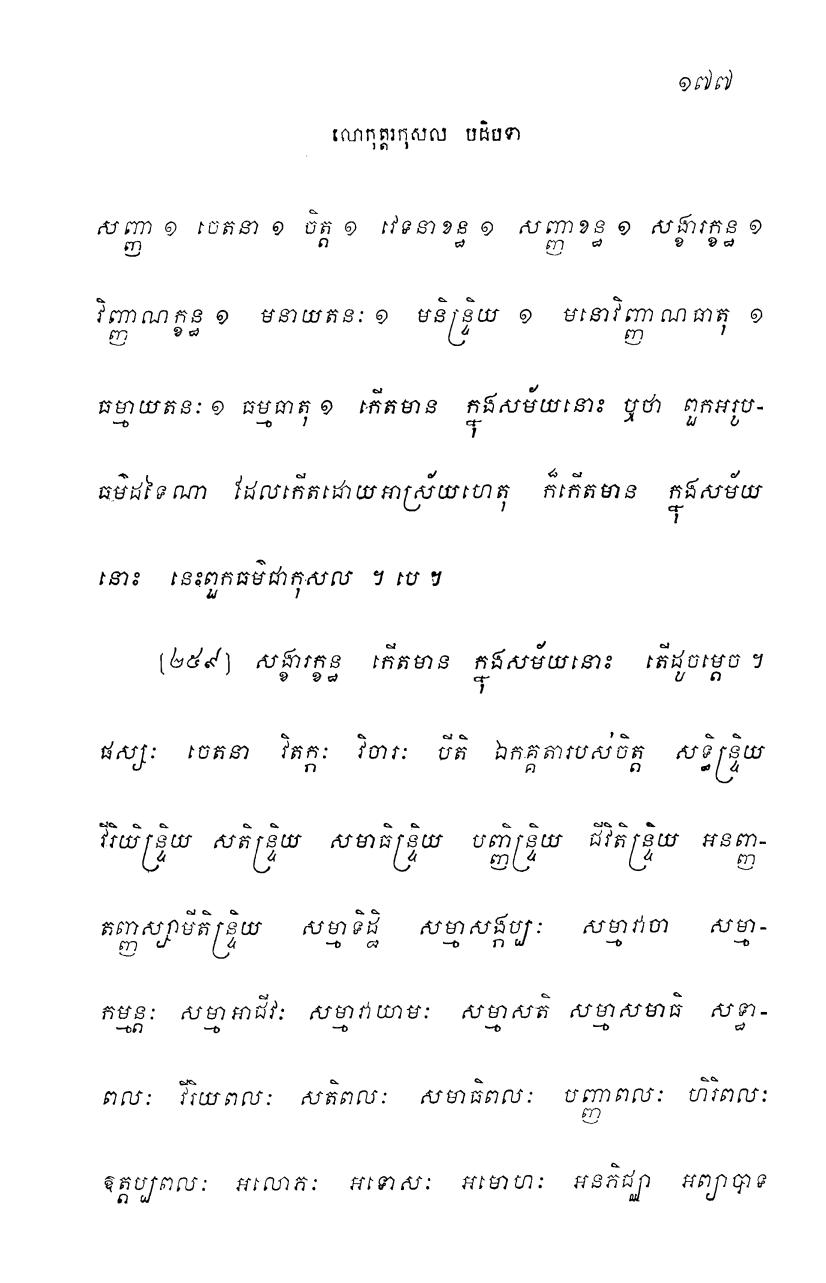 ១៧៧
លោកុត្តរកុសល បដិបទា
សញ្ញា ១ ចេតនា ១ ចិត្ត ១ វេទនាខន្ធ ១ សញ្ញាខន្ធ ១ សង្ខារក្ខន្ធ ១
វិញ្ញាណក្ខន្ធ ១ មនាយតនៈ ១ មនិន្ទ្រិយ ១ មនោវិញ្ញាណធាតុ ១
ធម្មាយតនៈ ១ ធម្មធាតុ ១ កើតមាន ក្នុងសម័យនោះ ឬថា ពួកអរូប-
ធម៌ដទៃណា ដែលកើតដោយអាស្រ័យហេតុ ក៏កើតមាន ក្នុងសម័យ
នោះ នេះពួកធម៌ជាកុសល ។ បេ ។
(២៥៩) សង្ខារក្ខន្ធ កើតមាន ក្នុងសម័យនោះ តើដូចម្តេច ។
ផស្សៈ ចេតនា វិតក្កៈ វិចារៈ បីតិ ឯកគ្គតារបស់ចិត្ត សទ្ធិន្ទ្រិយ
វីរិយិន្ទ្រិយ សតិន្ទ្រិយ សមាធិន្ទ្រិយ បញ្ញិន្ទ្រិយ ជីវិតិន្ទ្រិយ អនញ្ញា-
តញ្ញស្សាមីតិន្ទ្រិយ សម្មាទិដ្ឋិ សម្មាសង្កប្បៈ សម្មាវាចា សម្មា-
កម្មន្តៈ សម្មាអាជីវៈ សម្មាវាយាមៈ សម្មាសតិ សម្មាសមាធិ សទ្ធា-
ពលៈ វីរិយពលៈ សតិពលៈ សមាធិពលៈ បញ្ញាពលៈ ហិរិពលៈ
ឱត្តប្បពលៈ អលោភៈ អទោសៈ អមោហៈ អនភិជ្ឈា អព្យាបាទ